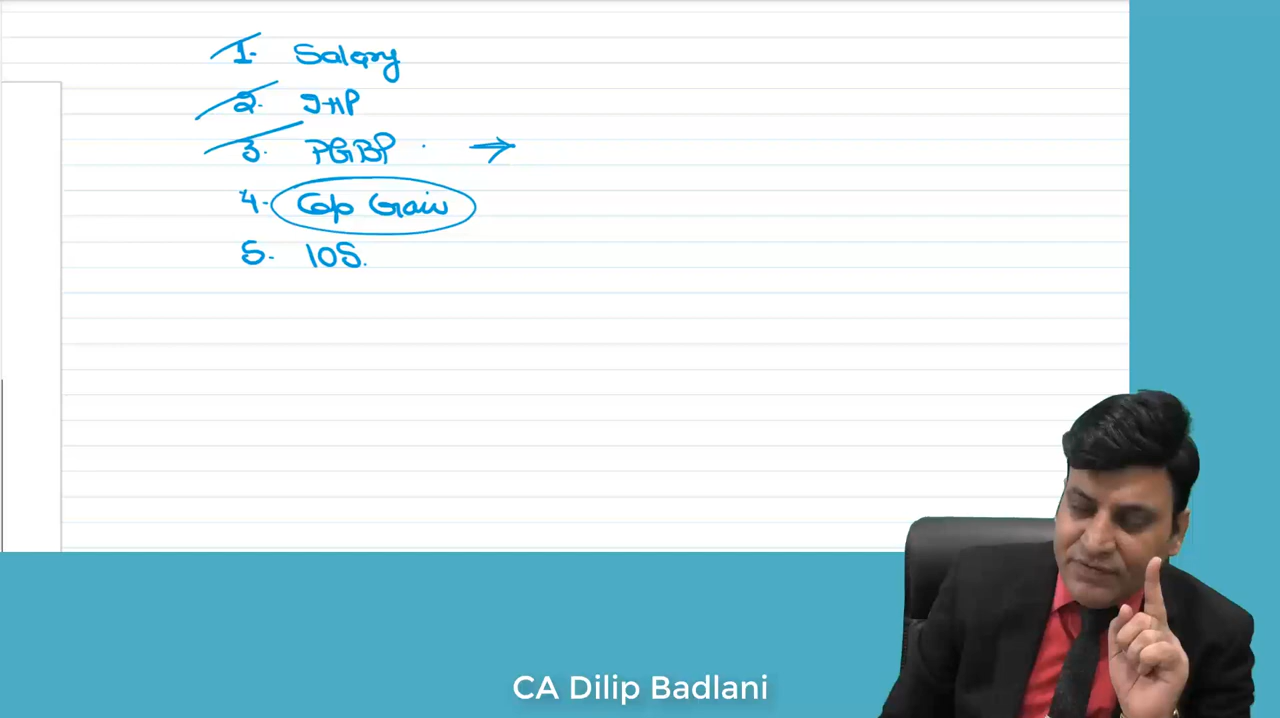 1. Salary
2. IHP
3. PGBP →
4. Cap Gain
5. IOS.
CA Dilip Badlani